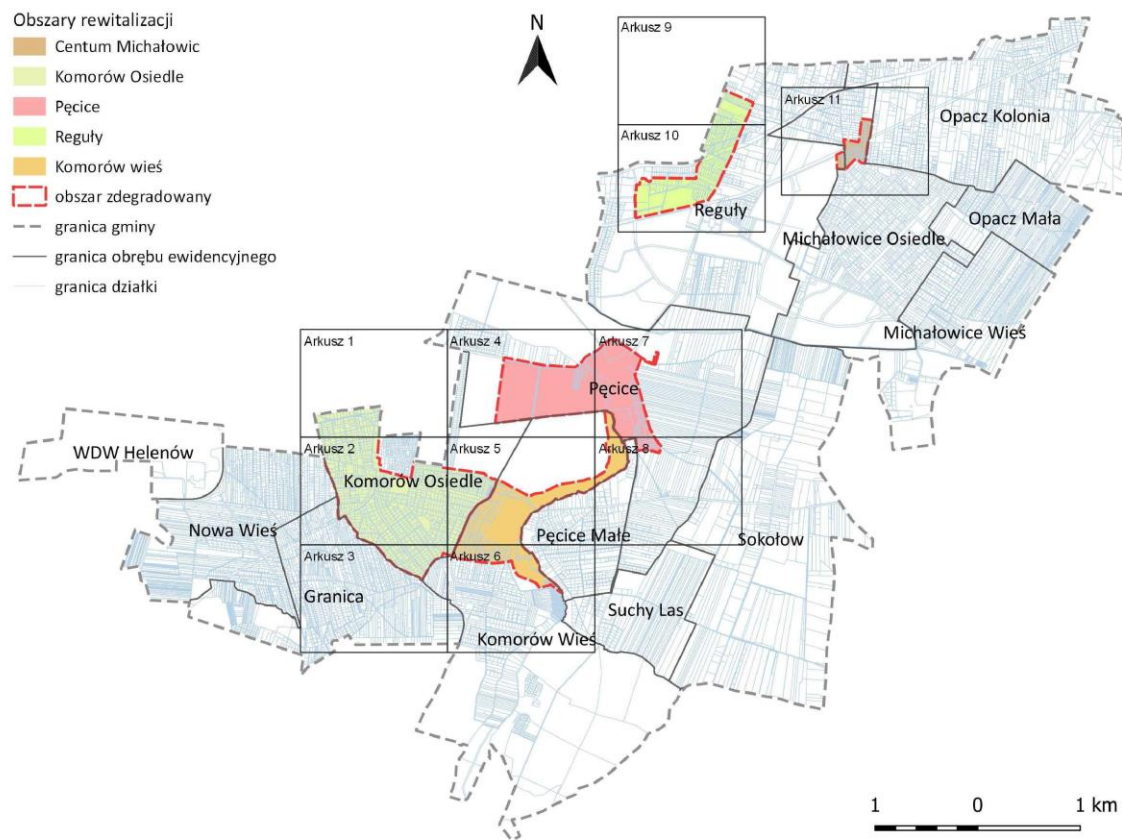 Obszary rewitalizacji
Centum Michałowic
Komorów Osiedle
Pęcice
Reguły
Komorów wieś
obszar zdegradowany
granica gminy
granica obrębu ewidencyjnego
granica działki
N
Arkusz 9
Arkusz 11
Opacz Kolonia
Arkusz 10
Reguły
Opacz Mała
Michałowice Osiedle
Michałowice Wieś
Arkusz 1
Arkusz 4
Arkusz 7
Pęcice
WDW Helenów
Arkusz 2
Arkusz 5
Arkusz 8
Komorów Osiedle
Nowa Wieś
Pęcice Małe
Sokołow
Arkusz 3
Arkusz 6
Granica
Suchy Las
Komorów Wieś
1 0 1 km